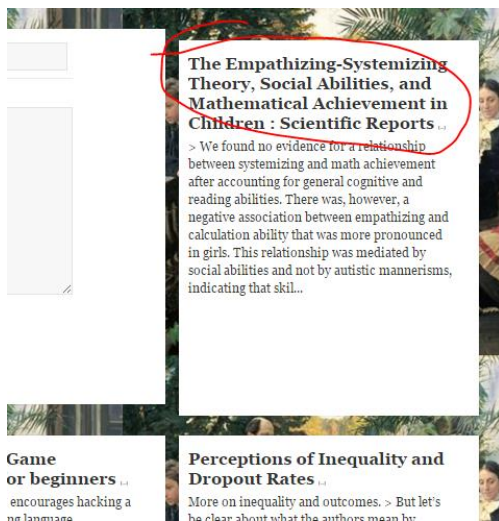 The Empathizing-Systemizing
Theory, Social Abilities, and
Mathematical Achievement in
Children : Scientific Reports
> We found no evidence for a relationship
between systemizing and math achievement
after accounting for general cognitive and
reading abilities. There was, however, a
negative association between empathizing and
calculation ability that was more pronounced
in girls. This relationship was mediated by
social abilities and not by autistic mannerisms,
indicating that skil...
Game
or beginners
encourages hacking a
ng language
Perceptions of Inequality and
Dropout Rates
More on inequality and outcomes. > But let's
be clear about what the authors mean by